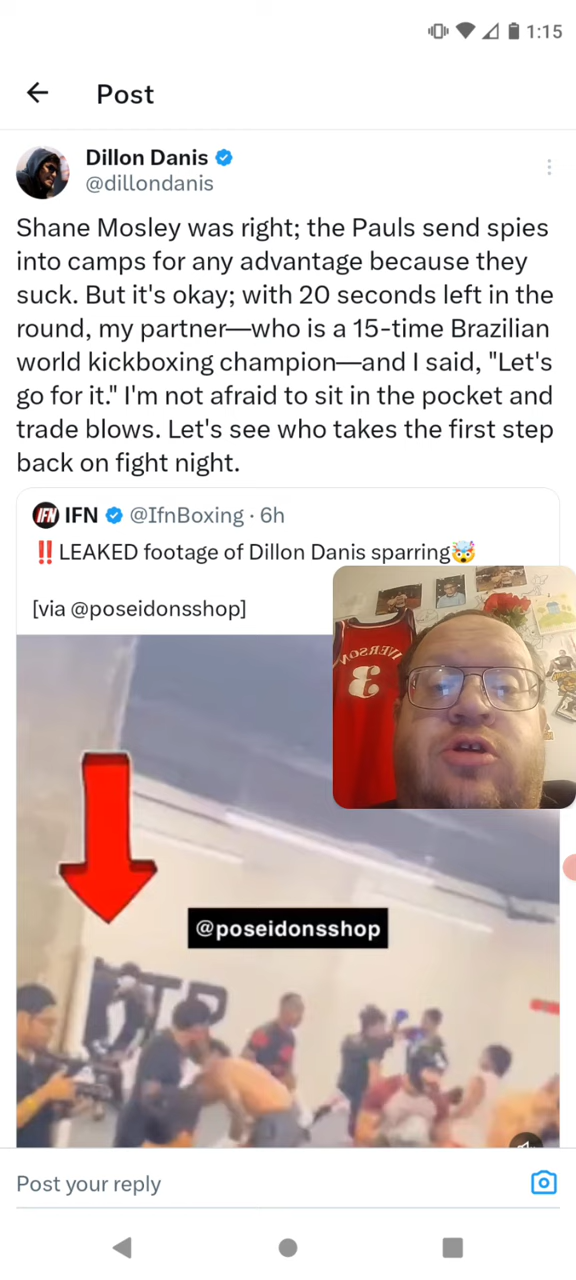 1:15
Post
Dillon Danis
@dillondanis
Shane Mosley was right; the Pauls send spies
into camps for any advantage because they
suck. But it's okay; with 20 seconds left in the
round, my partner—who is a 15-time Brazilian
world kickboxing champion—and I said, "Let's
go for it." I'm not afraid to sit in the pocket and
trade blows. Let's see who takes the first step
back on fight night.
IFN IFN @IfnBoxing · 6h
‼️LEAKED footage of Dillon Danis sparring🤯
[via @poseidonsshop]
IVERSON
3
@poseidonsshop
Post your reply